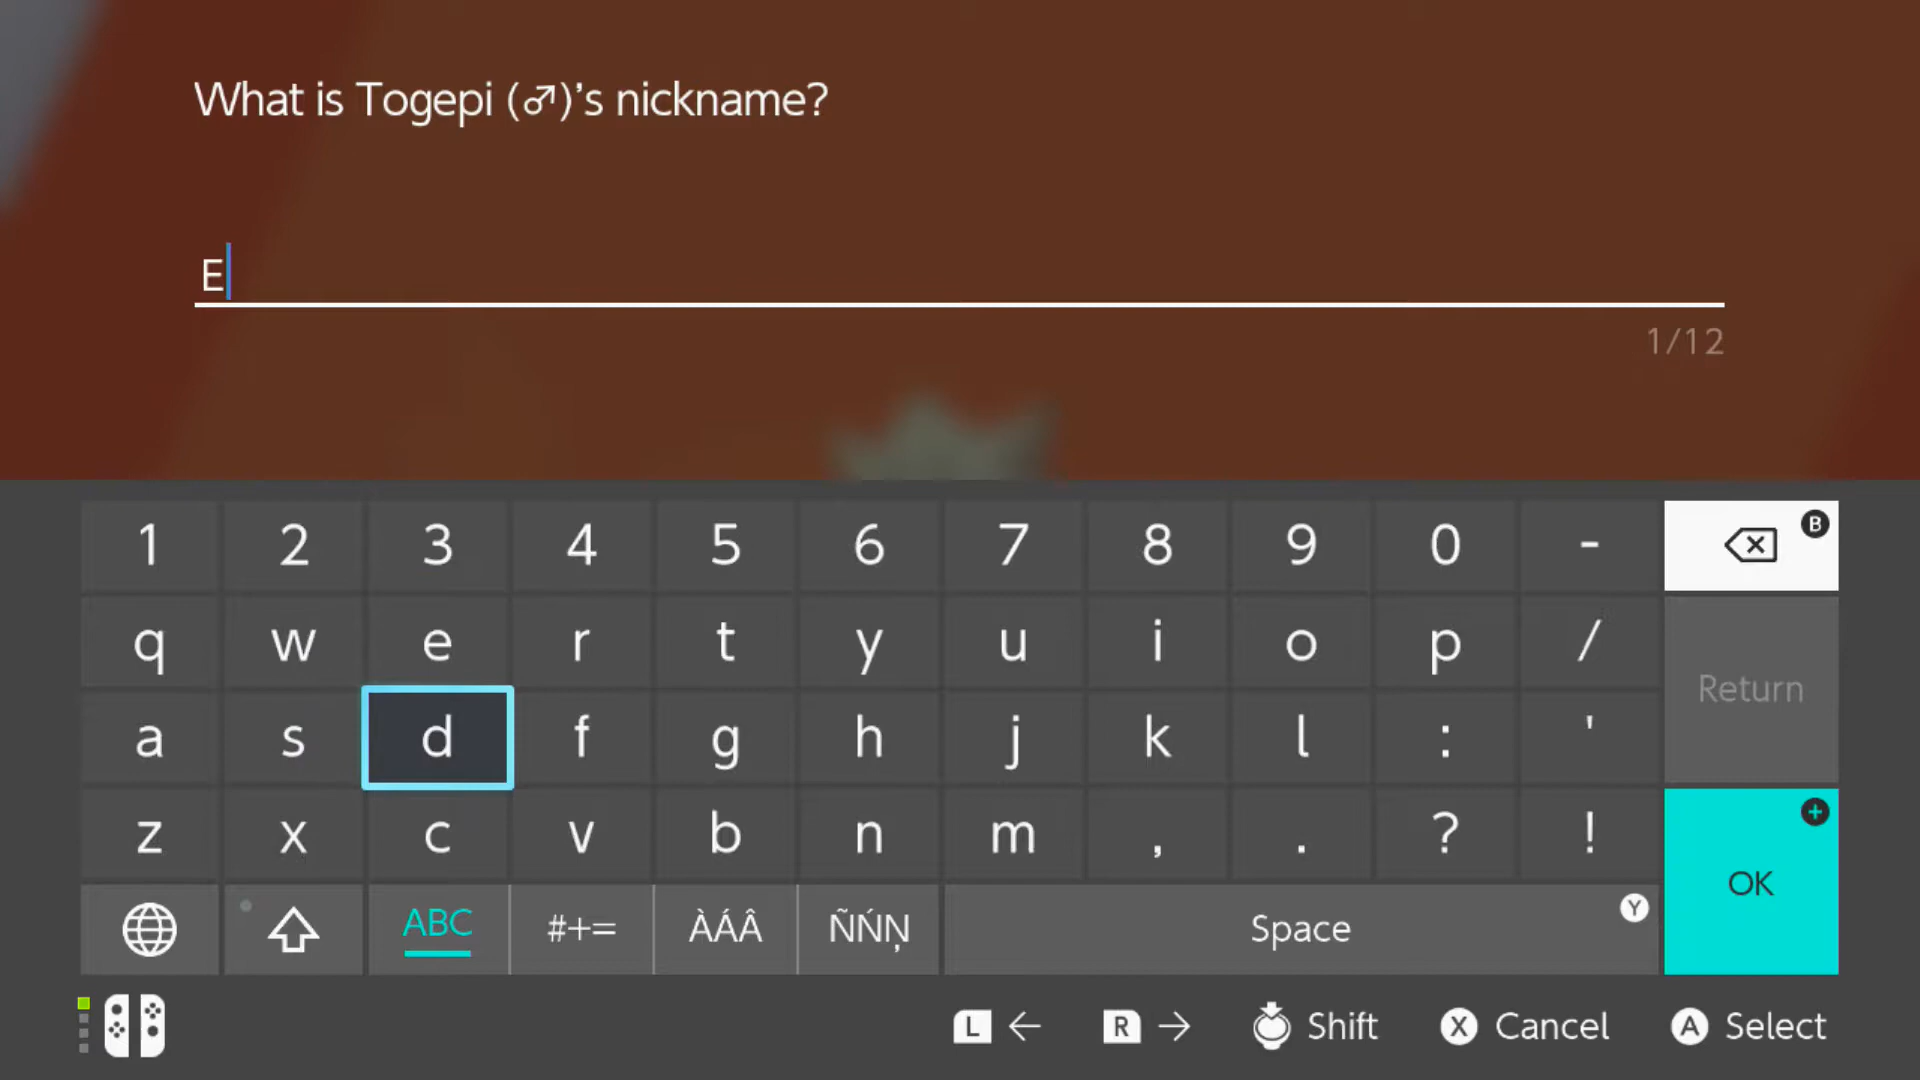 What is Togepi (♂)'s nickname?
E
1/12
1 2 3 4 5 6 7 8 9 0 - B
q w e r t y u i o p / Return
a s d f g h j k l : '
z x c v b n m , . ? ! + OK
ABC #+= ÀÁÂ ÑŃŅ Space Y
L ← R → Shift X Cancel A Select